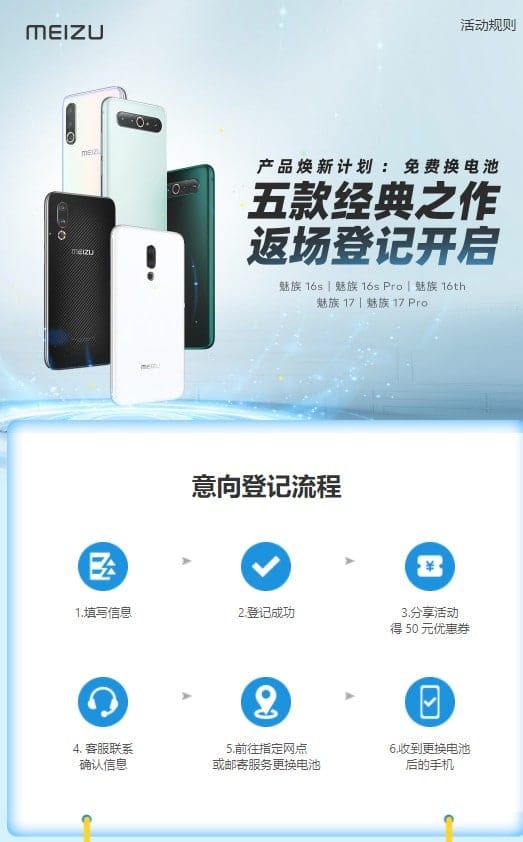 MEIZU
活动规则
产品焕新计划：免费换电池
五款经典之作
返场登记开启
魅族 16s | 魅族 16s Pro | 魅族 16th
魅族 17 | 魅族 17 Pro
MEIZU
MEIZU
MEIZU
意向登记流程
1.填写信息
2.登记成功
3.分享活动
得 50 元优惠券
4. 客服联系
确认信息
5.前往指定网点
或邮寄服务更换电池
6.收到更换电池
后的手机